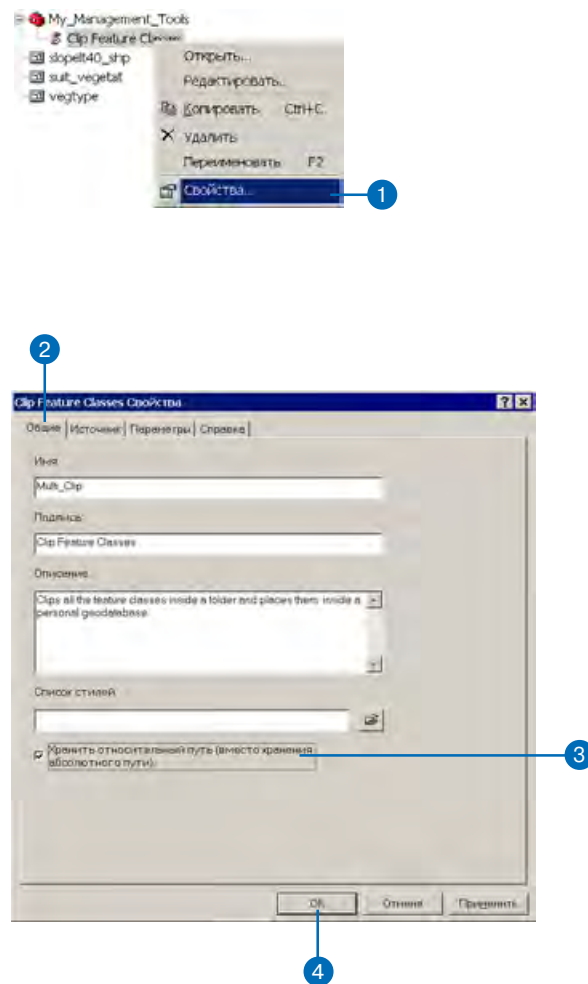 My_Management_Tools
Clip Feature Classes
slopelt40_shp
suit_vegetat
vegtype
Открыть...
Редактировать...
Копировать Ctrl+C
Удалить
Переименовать F2
Свойства...
1
2
Clip Feature Classes Свойства
Общие Источник Параметры Справка
Имя
Multi_Clip
Подпись:
Clip Feature Classes
Описание:
Clips all the feature classes inside a folder and places them inside a
personal geodatabase.
Список стилей
Хранить относительный путь (вместо хранения
абсолютного пути).
3
OK Отмена Применить
4